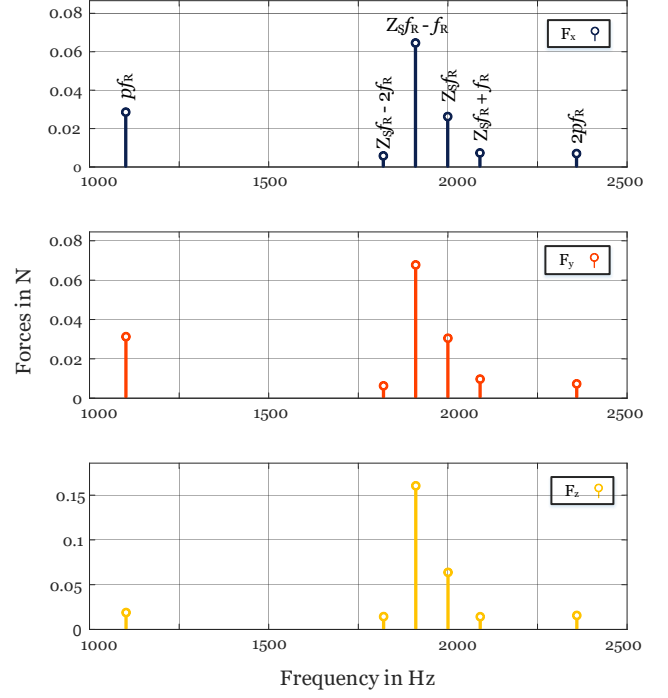 0.08
0.06
0.04
0.02
0
pf_R
Z_Sf_R - 2f_R
Z_Sf_R - f_R
Z_Sf_R
Z_Sf_R + f_R
2pf_R
F_x
1000 1500 2000 2500
Forces in N
0.08
0.06
0.04
0.02
0
F_y
1000 1500 2000 2500
0.15
0.1
0.05
0
F_z
1000 1500 2000 2500
Frequency in Hz